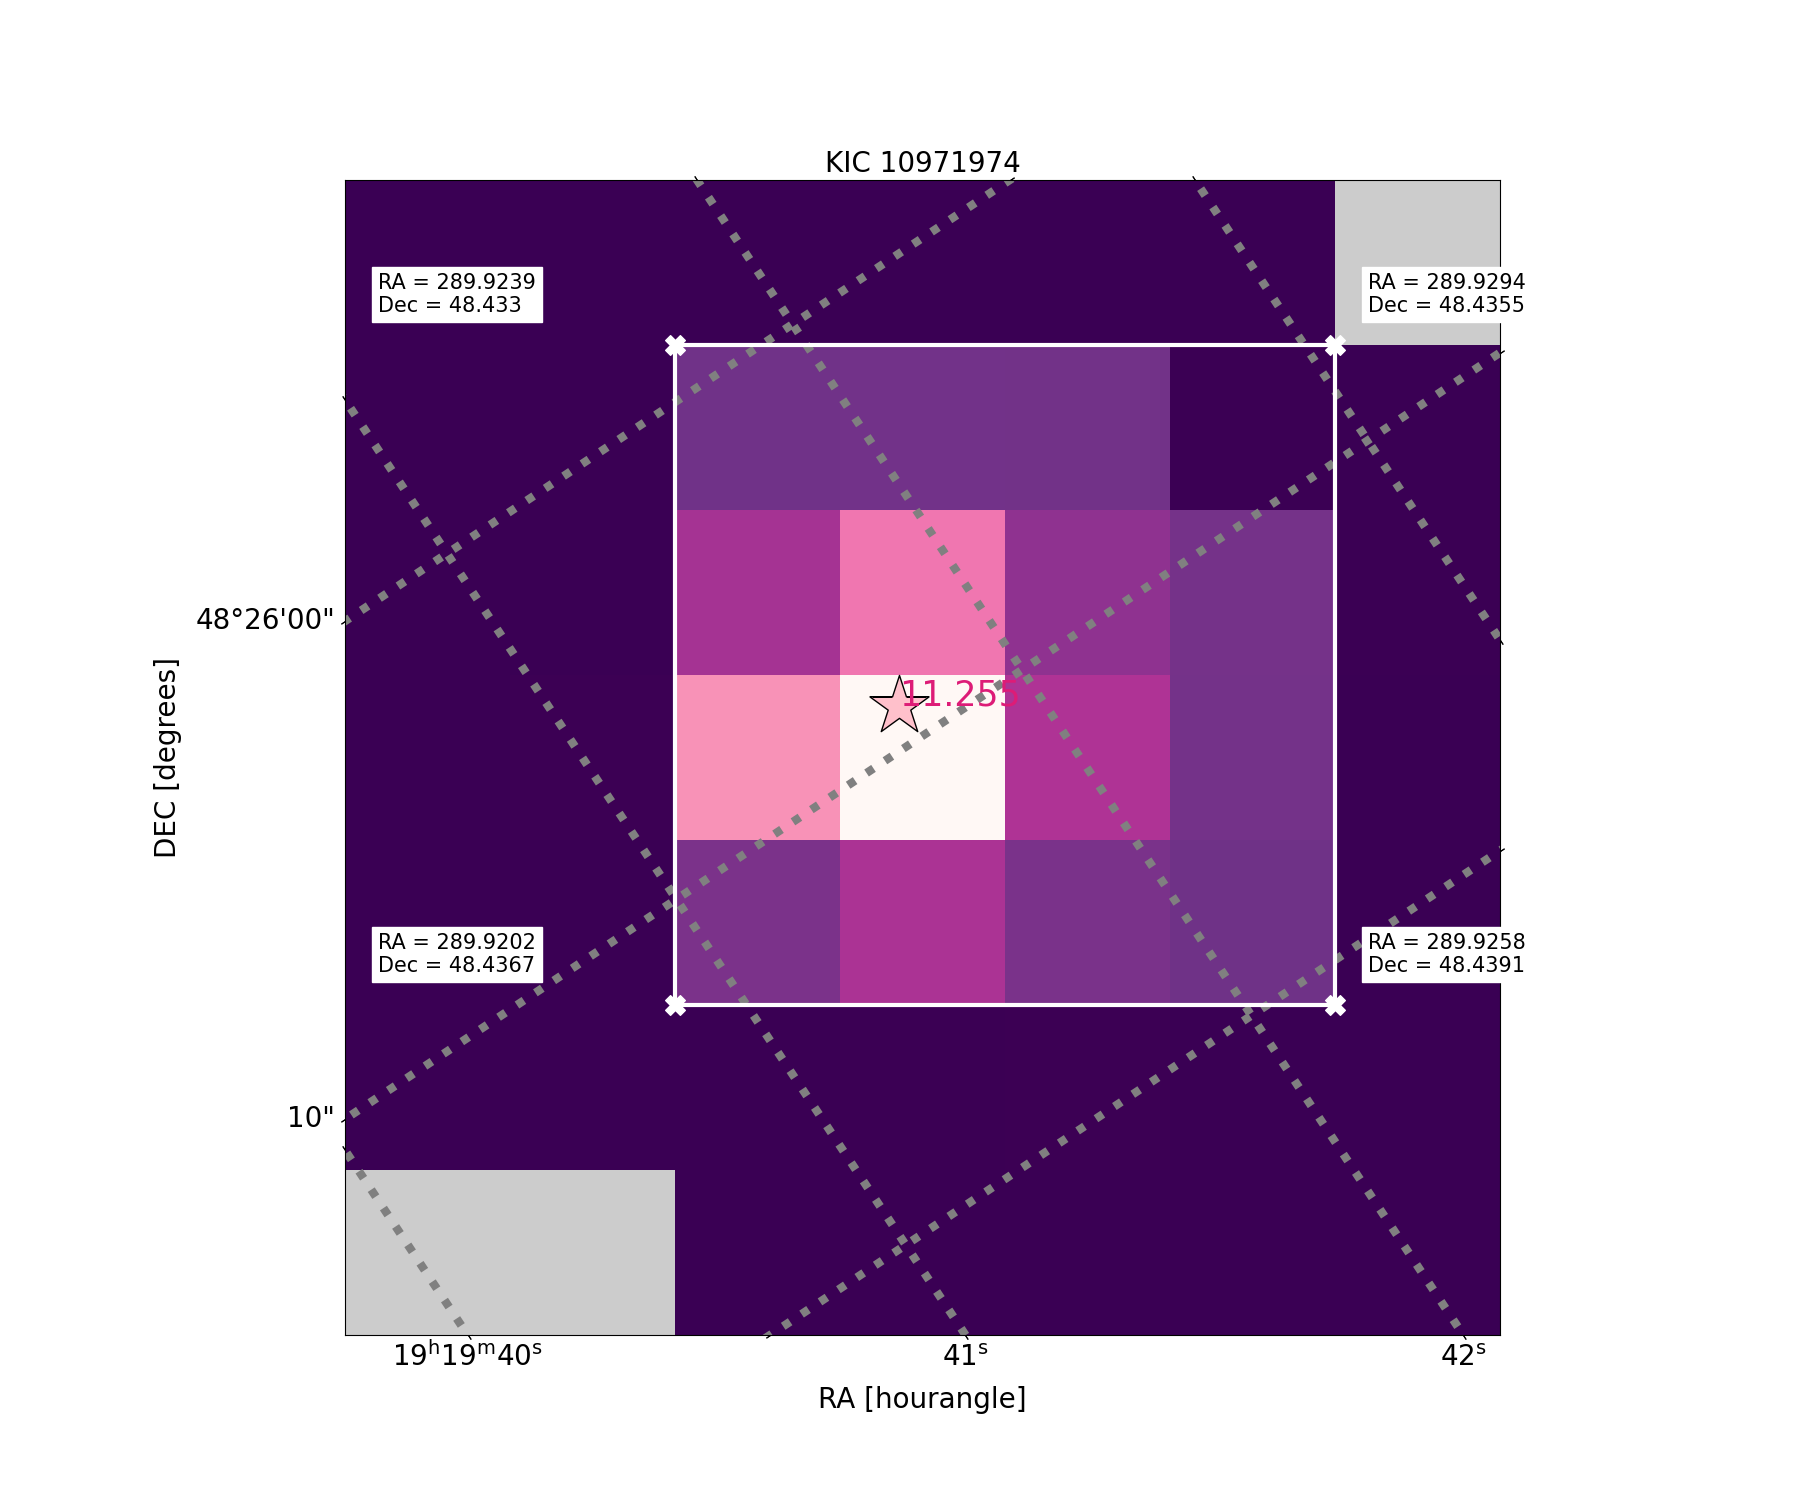 KIC 10971974
RA = 289.9239
Dec = 48.433
RA = 289.9294
Dec = 48.4355
48°26'00"
11.255
DEC [degrees]
RA = 289.9202
Dec = 48.4367
RA = 289.9258
Dec = 48.4391
10"
19h19m40s
41s
42s
RA [hourangle]